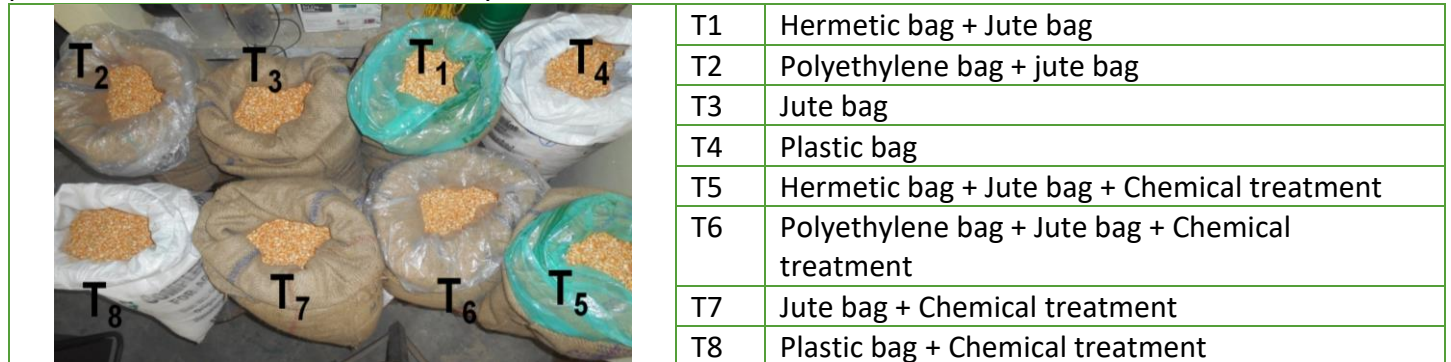 T2
T3
T1
T4
T8
T7
T6
T5
T1 Hermetic bag + Jute bag
T2 Polyethylene bag + jute bag
T3 Jute bag
T4 Plastic bag
T5 Hermetic bag + Jute bag + Chemical treatment
T6 Polyethylene bag + Jute bag + Chemical
treatment
T7 Jute bag + Chemical treatment
T8 Plastic bag + Chemical treatment